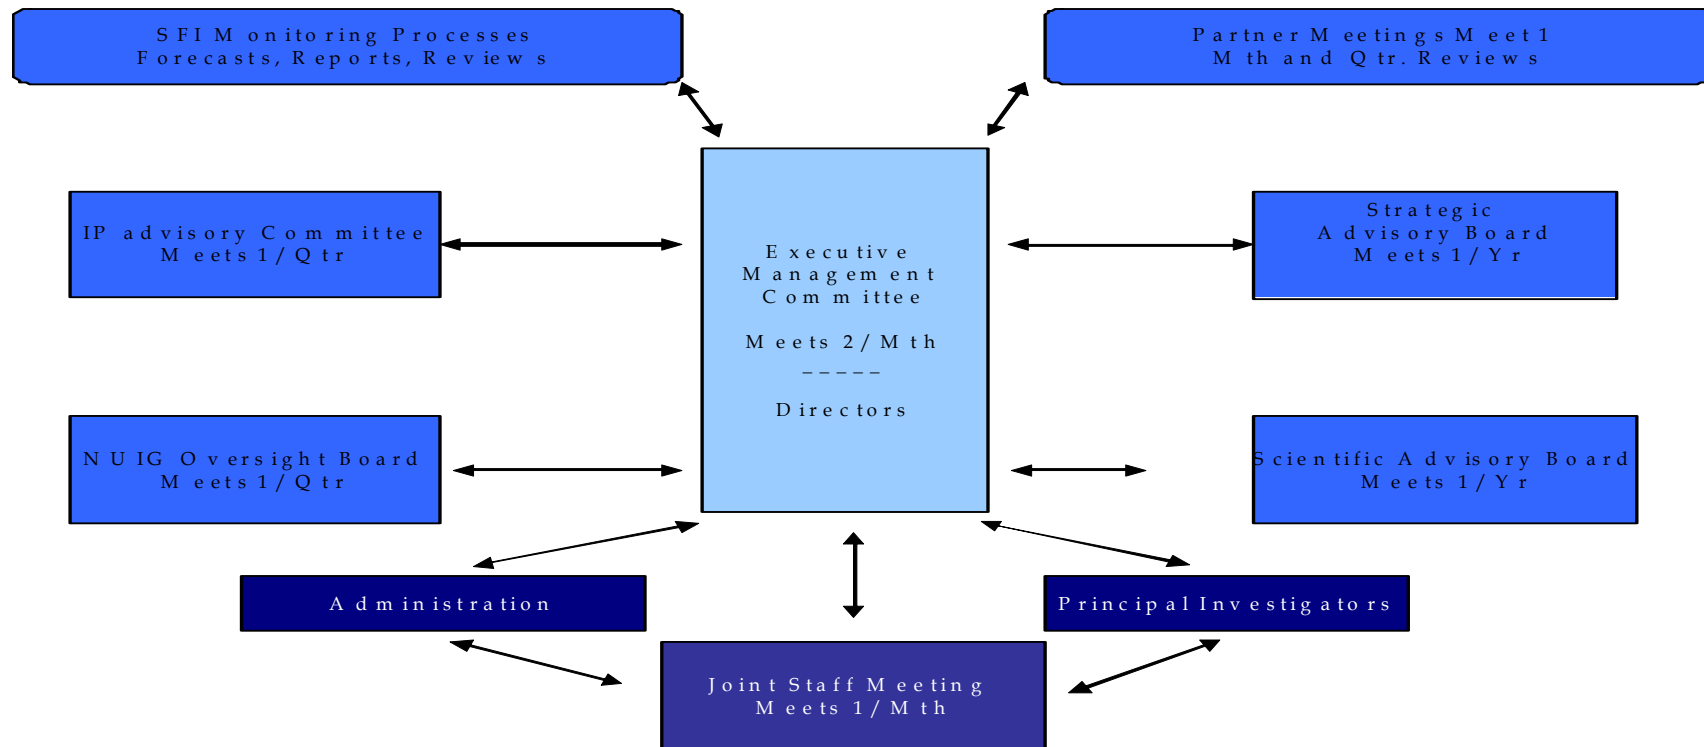 SFI Monitoring Processes
Forecasts, Reports, Reviews
Partner Meetings Meet 1
Mth and Qtr. Reviews
IP advisory Committee
Meets 1/Qtr
Executive
Management
Committee
Meets 2/Mth
-----
Directors
Strategic
Advisory Board
Meets 1/Yr
NUIG Oversight Board
Meets 1/Qtr
Scientific Advisory Board
Meets 1/Yr
Administration
Principal Investigators
Joint Staff Meeting
Meets 1/Mth